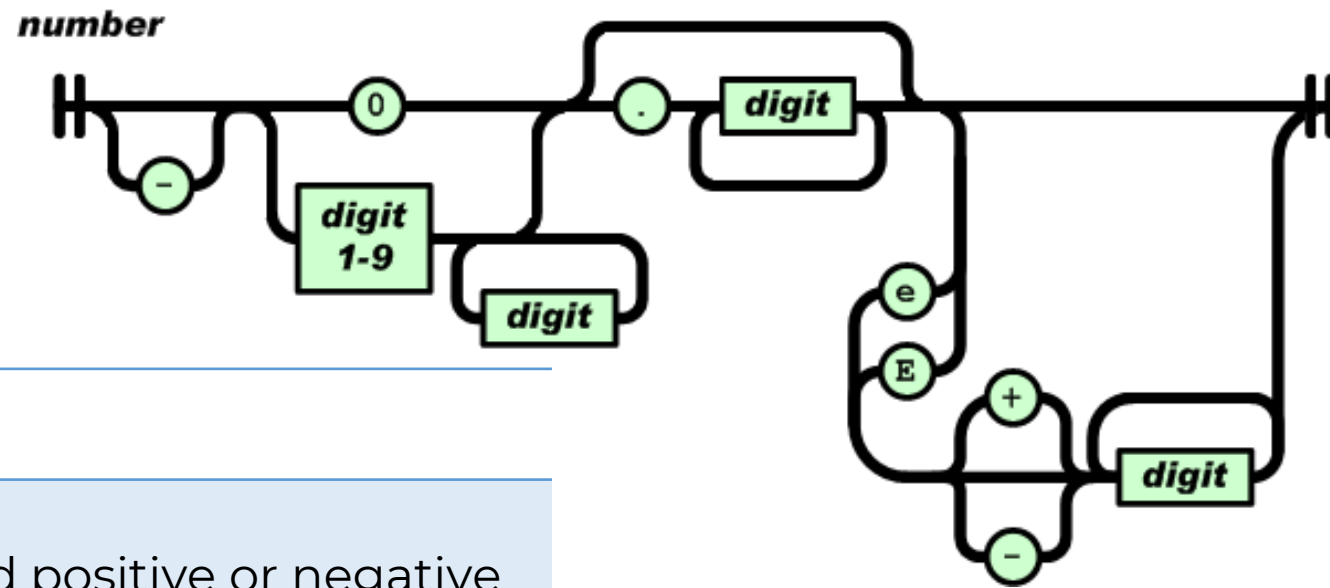 number
0
.
digit
-
digit
1-9
digit
e
E
+
digit
-
positive or negative